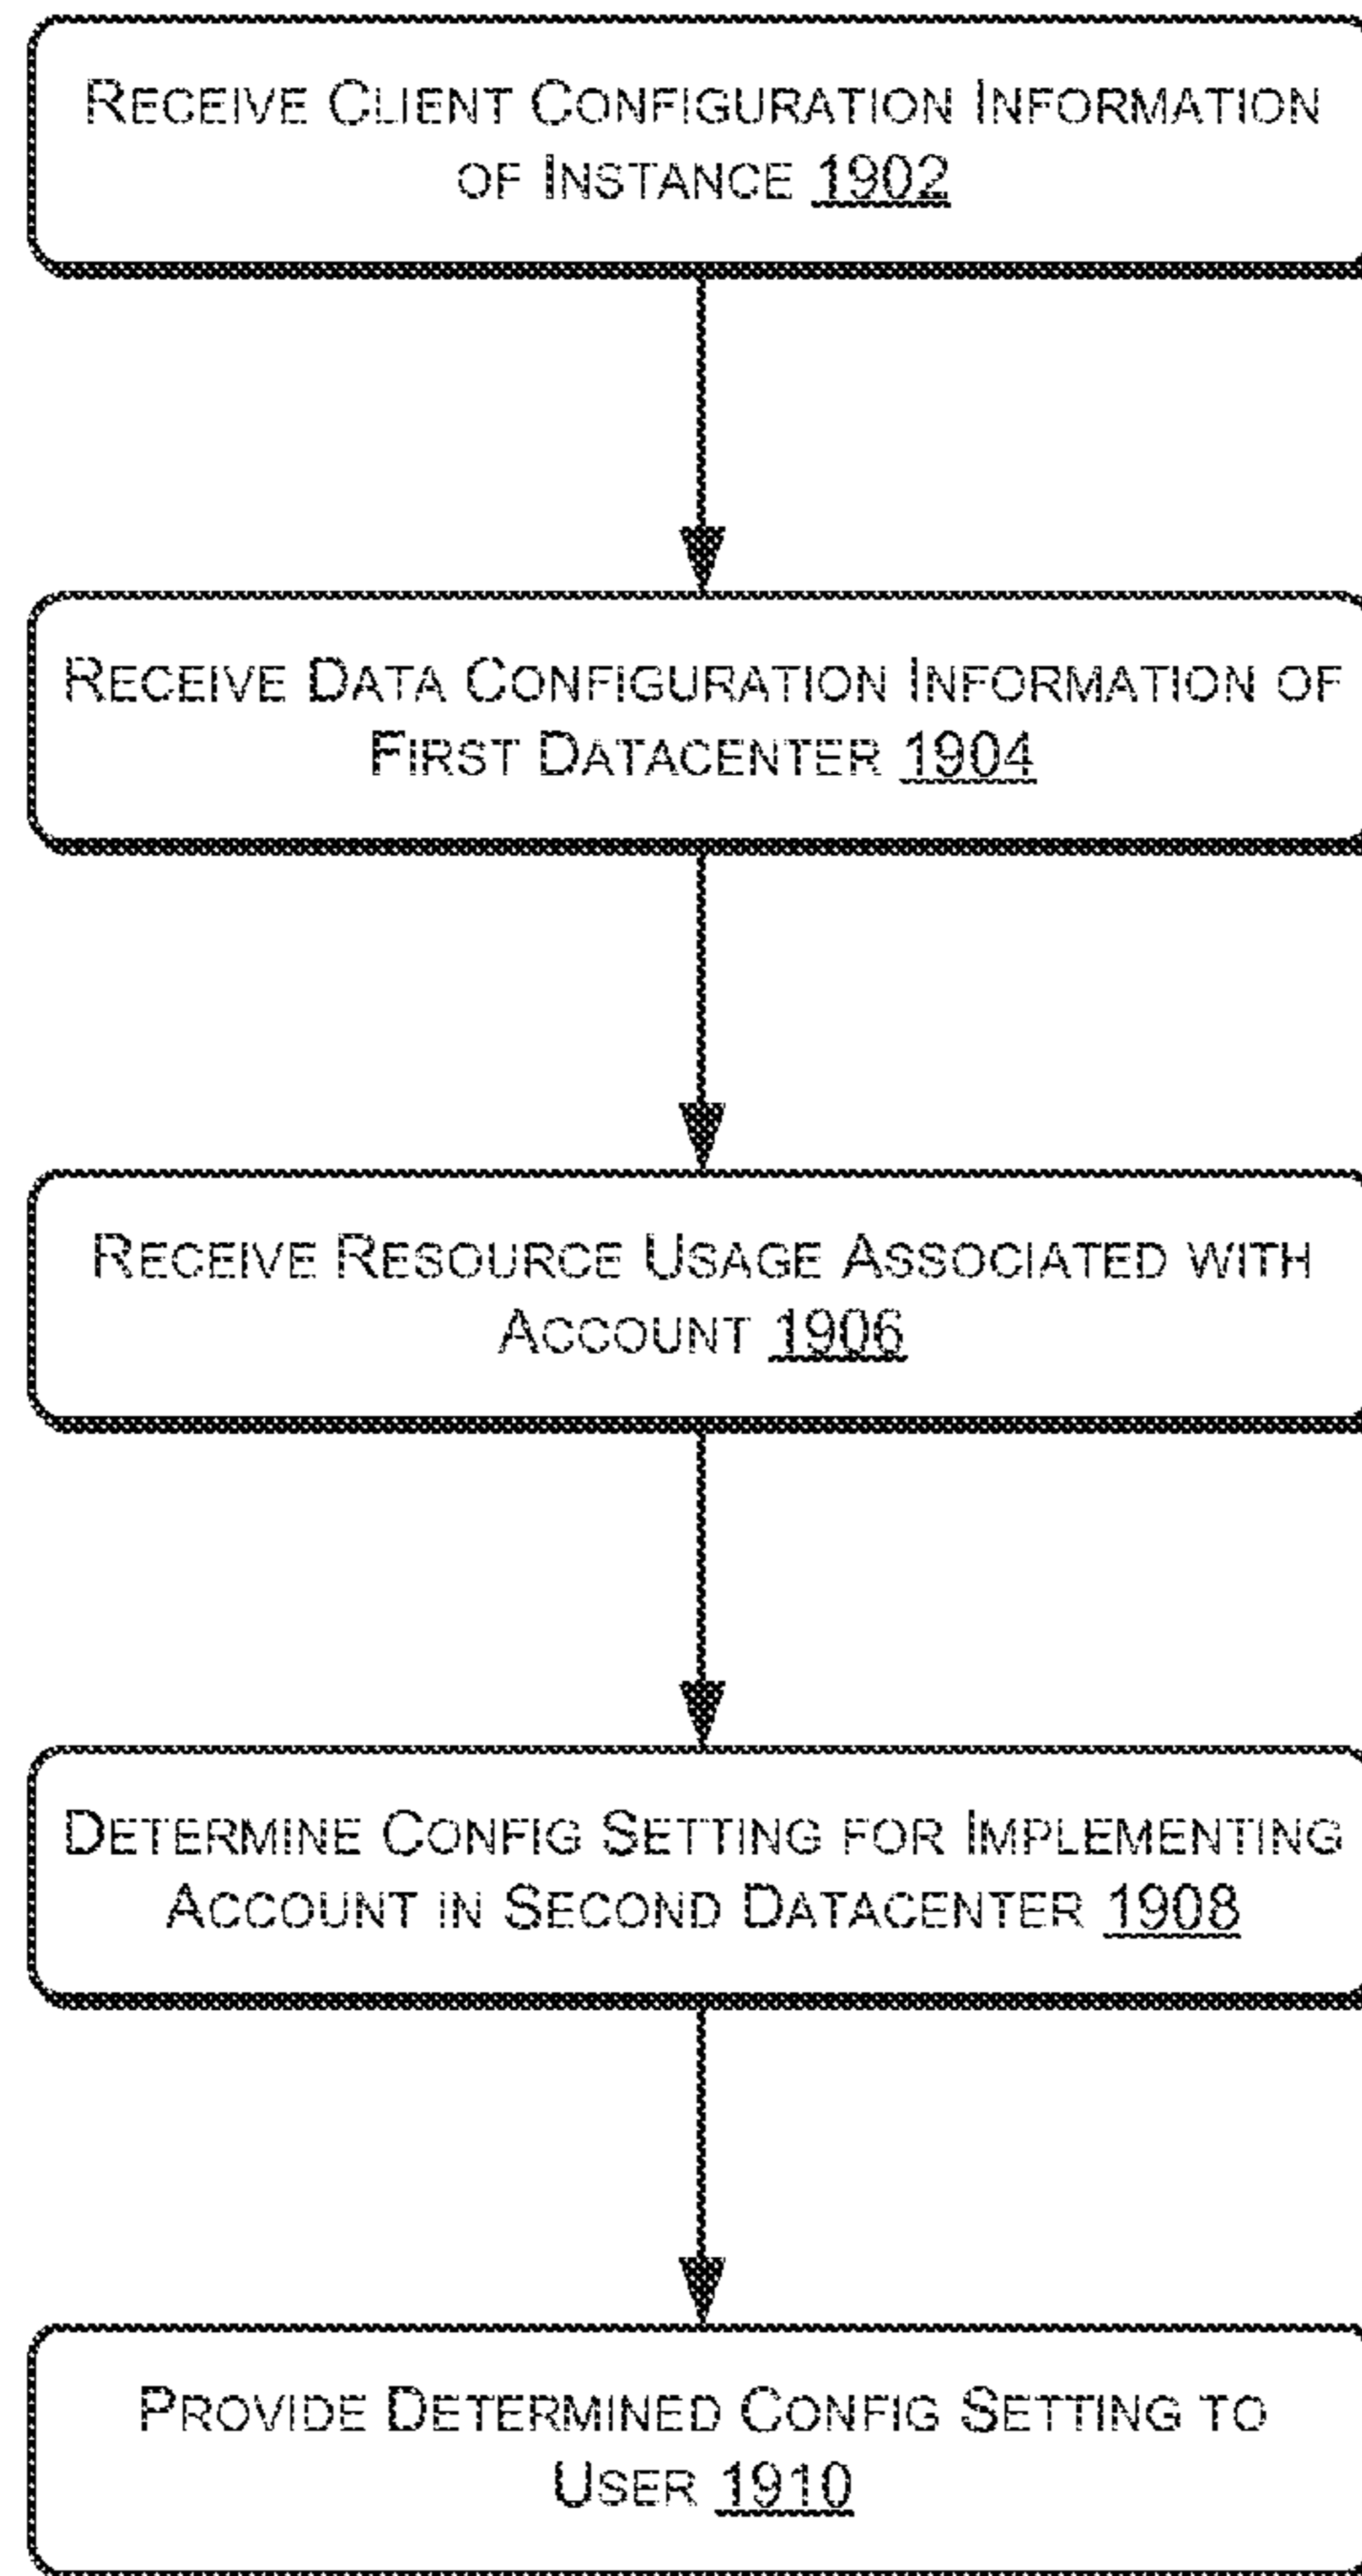 RECEIVE CLIENT CONFIGURATION INFORMATION
OF INSTANCE 1902
RECEIVE DATA CONFIGURATION INFORMATION OF
FIRST DATACENTER 1904
RECEIVE RESOURCE USAGE ASSOCIATED WITH
ACCOUNT 1906
DETERMINE CONFIG SETTING FOR IMPLEMENTING
ACCOUNT IN SECOND DATACENTER 1908
PROVIDE DETERMINED CONFIG SETTING TO
USER 1910